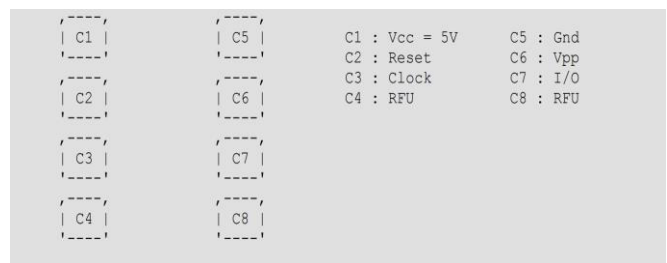 ,----,          ,----,
| C1 |          | C5 |          C1 : Vcc = 5V    C5 : Gnd
'----'          '----'          C2 : Reset       C6 : Vpp
,----,          ,----,          C3 : Clock       C7 : I/O
| C2 |          | C6 |          C4 : RFU         C8 : RFU
'----'          '----'
,----,          ,----,
| C3 |          | C7 |
'----'          '----'
,----,          ,----,
| C4 |          | C8 |
'----'          '----'